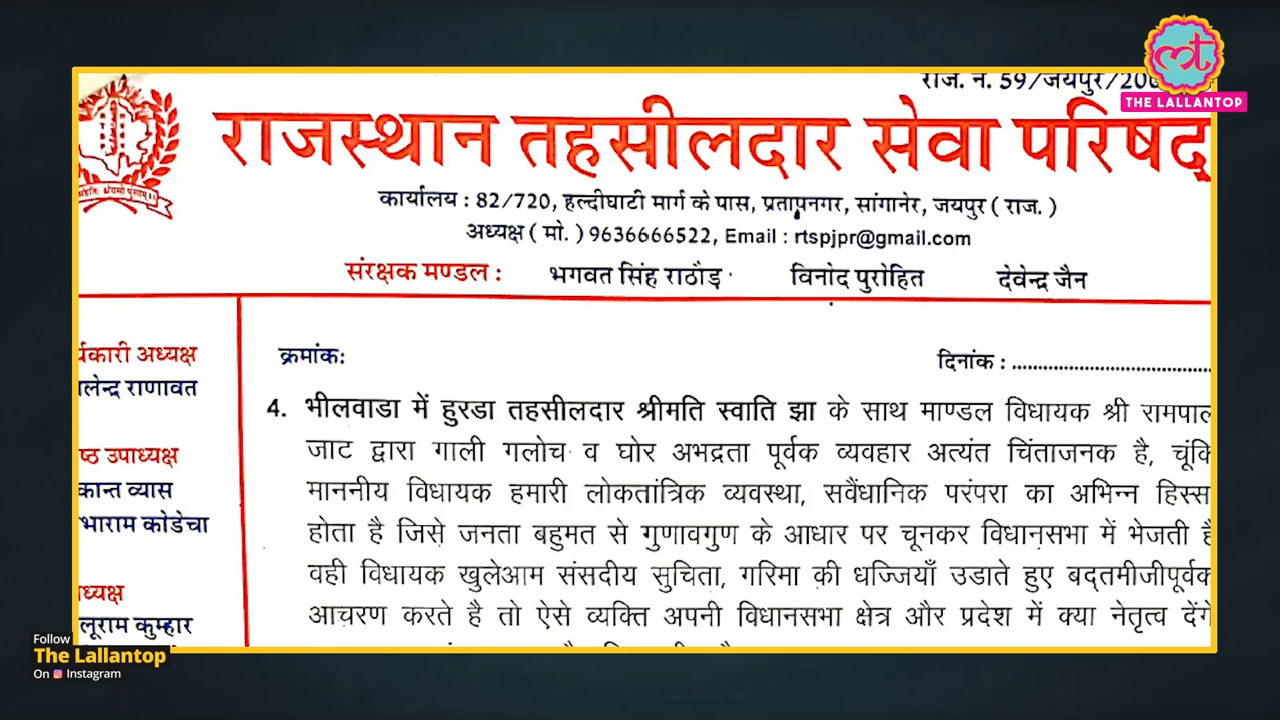 THE LALLANTOP
राज. न. 59/जयपुर/20
राजस्थान तहसीलदार सेवा परिषद्
कार्यालय : 82/720, हल्दीघाटी मार्ग के पास, प्रतापनगर, सांगानेर, जयपुर ( राज. )
अध्यक्ष ( मो. ) 9636666522, Email : rtspjpr@gmail.com
संरक्षक मण्डल : भगवत सिंह राठौड़ विनोद पुरोहित देवेन्द्र जैन
र्यकारी अध्यक्ष
लेन्द्र राणावत
ष्ठ उपाध्यक्ष
कान्त व्यास
भाराम कोडेचा
ध्यक्ष
लूराम कुम्हार
क्रमांक: दिनांक : ........................................
4. भीलवाडा में हुरडा तहसीलदार श्रीमति स्वाति झा के साथ माण्डल विधायक श्री रामपाल
जाट द्वारा गाली गलोच व घोर अभद्रता पूर्वक व्यवहार अत्यंत चिंताजनक है, चूंकि
माननीय विधायक हमारी लोकतांत्रिक व्यवस्था, सवैंधानिक परंपरा का अभिन्न हिस्स
होता है जिसे जनता बहुमत से गुणावगुण के आधार पर चूनकर विधानसभा में भेजती है
वही विधायक खुलेआम संसदीय सुचिता, गरिमा की धज्जियाँ उडाते हुए बद्तमीजीपूर्वक
आचरण करते है तो ऐसे व्यक्ति अपनी विधानसभा क्षेत्र और प्रदेश में क्या नेतृत्व देंगे
Follow
The Lallantop
On Instagram